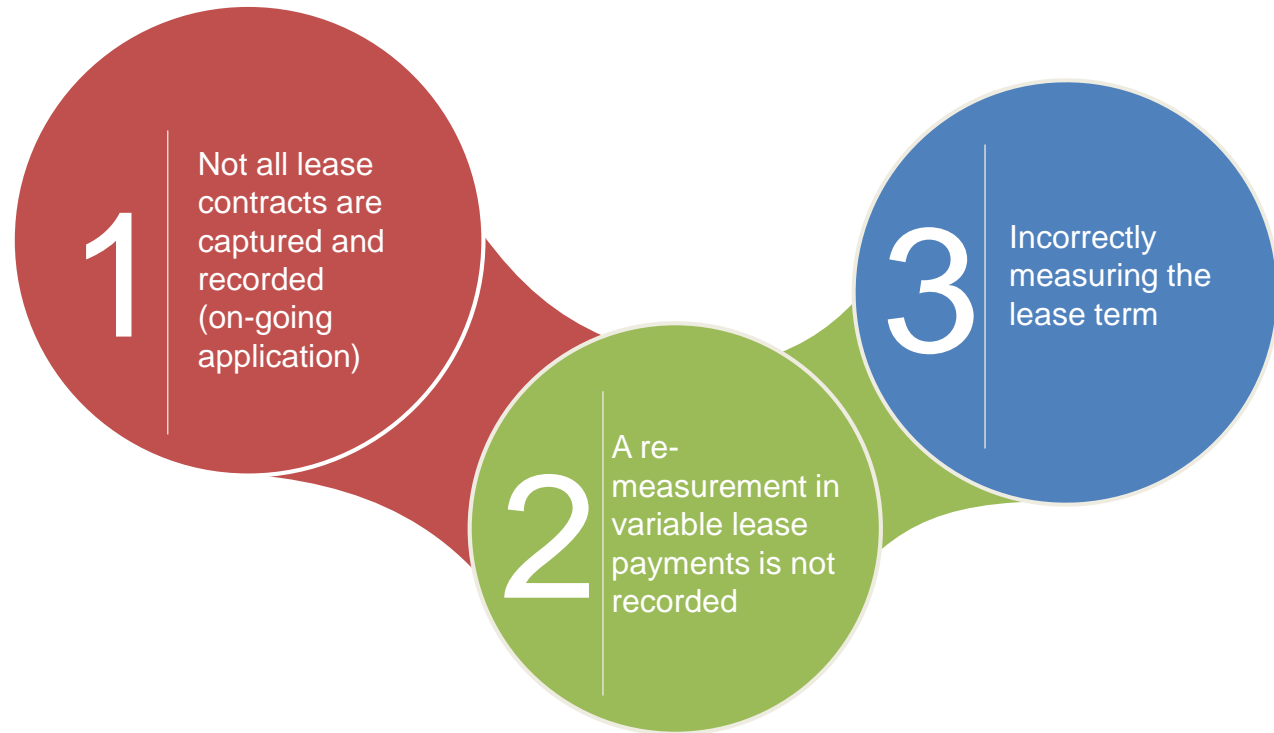 1
Not all lease
contracts are
captured and
recorded
(on-going
application)
2
A re-
measurement in
variable lease
payments is not
recorded
3
Incorrectly
measuring the
lease term